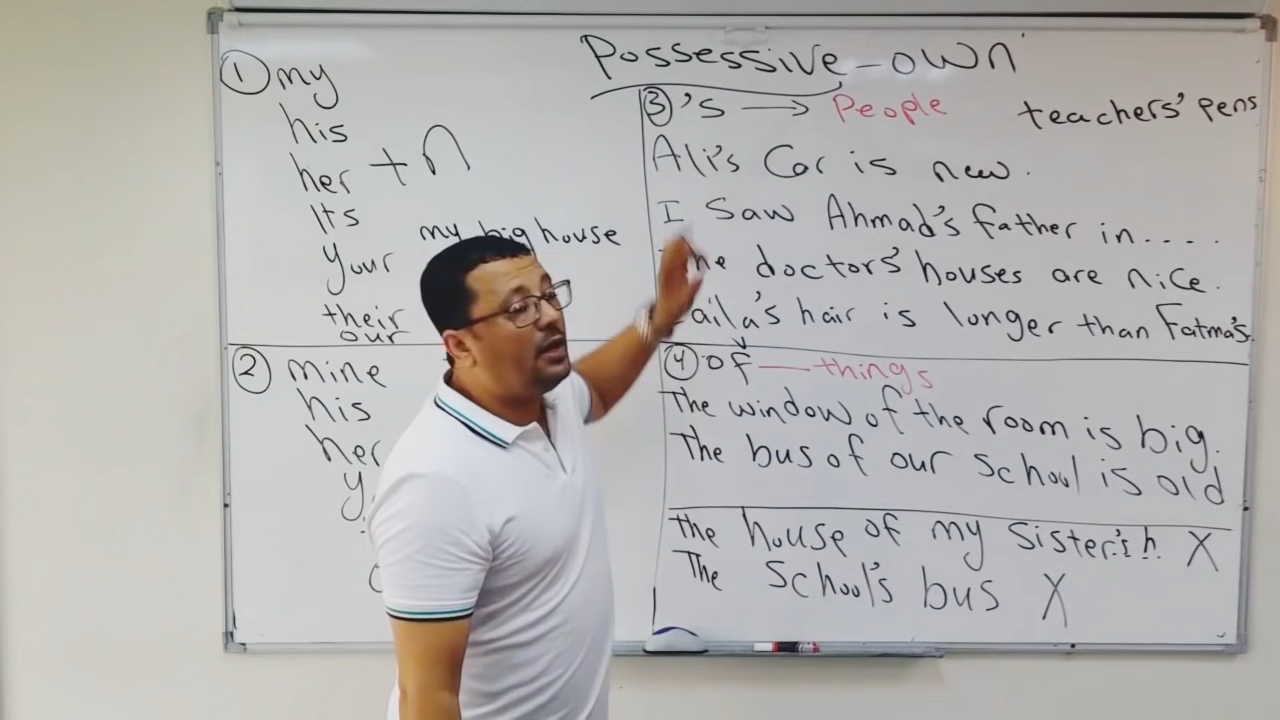 Possessive - own
① my
his
her + n
Its
your my big house
their
our
② mine
his
her
y
③ 's → People teachers' pens
Ali's Car is new.
I Saw Ahmad's father in....
The doctors' houses are nice.
Laila's hair is longer than Fatma's.
④ of — things
The window of the room is big.
The bus of our School is old
The house of my Sister's h. X
The School's bus X